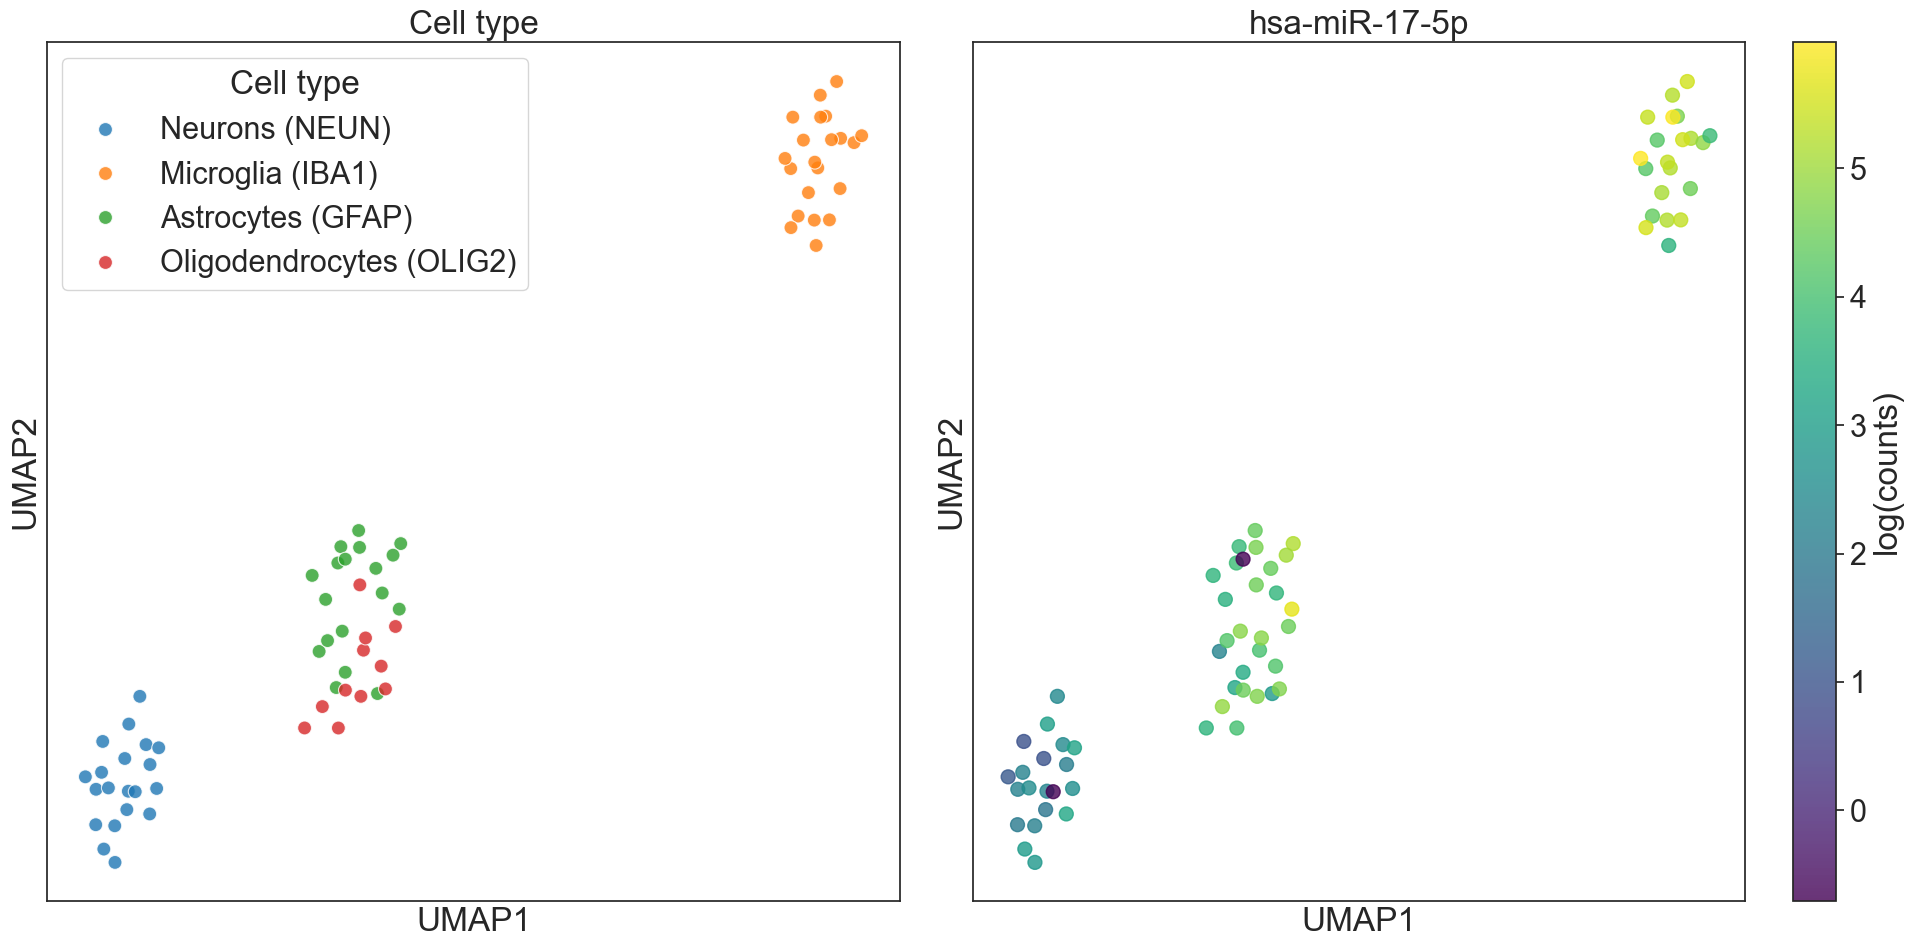 Cell type
Cell type
Neurons (NEUN)
Microglia (IBA1)
Astrocytes (GFAP)
Oligodendrocytes (OLIG2)
UMAP2
UMAP1
hsa-miR-17-5p
UMAP2
UMAP1
5
4
3
2
1
0
log(counts)